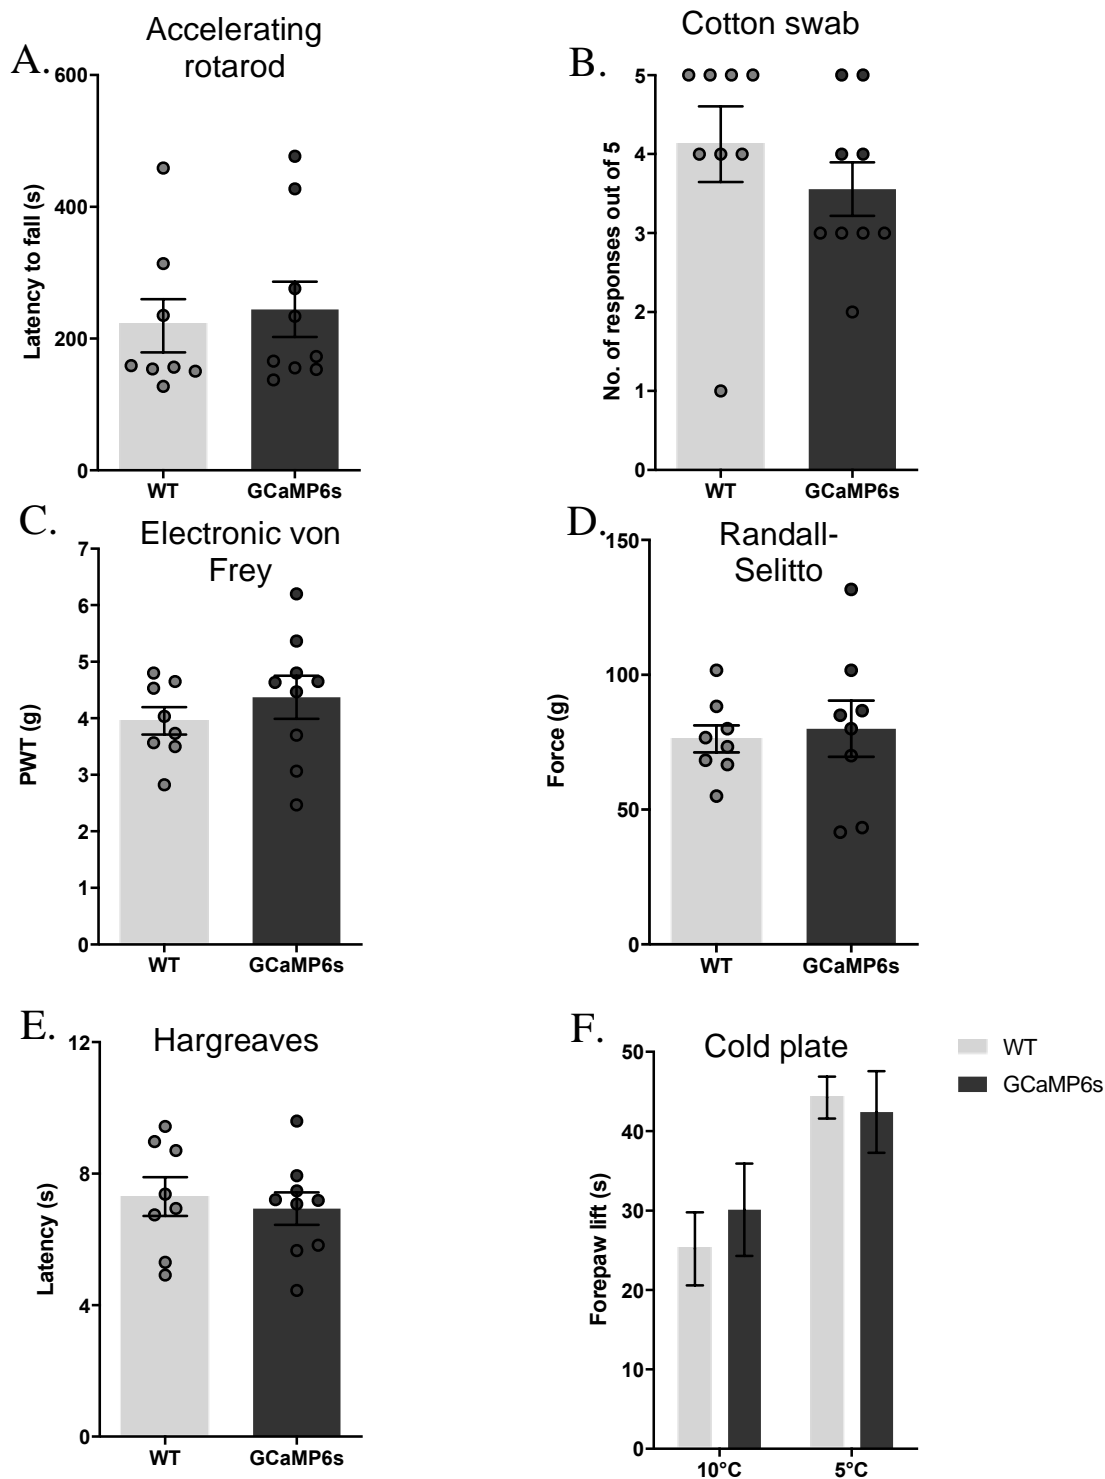 A.
Accelerating
rotarod
600
400
200
0
Latency to fall (s)
WT
GCaMP6s
B.
Cotton swab
5
4
3
2
1
0
No. of responses out of 5
WT
GCaMP6s
C.
Electronic von
Frey
7
6
5
4
3
2
1
0
PWT (g)
WT
GCaMP6s
D.
Randall-
Selitto
150
100
50
0
Force (g)
WT
GCaMP6s
E.
Hargreaves
12
8
4
0
Latency (s)
WT
GCaMP6s
F.
Cold plate
50
40
30
20
10
0
Forepaw lift (s)
10°C
5°C
WT
GCaMP6s